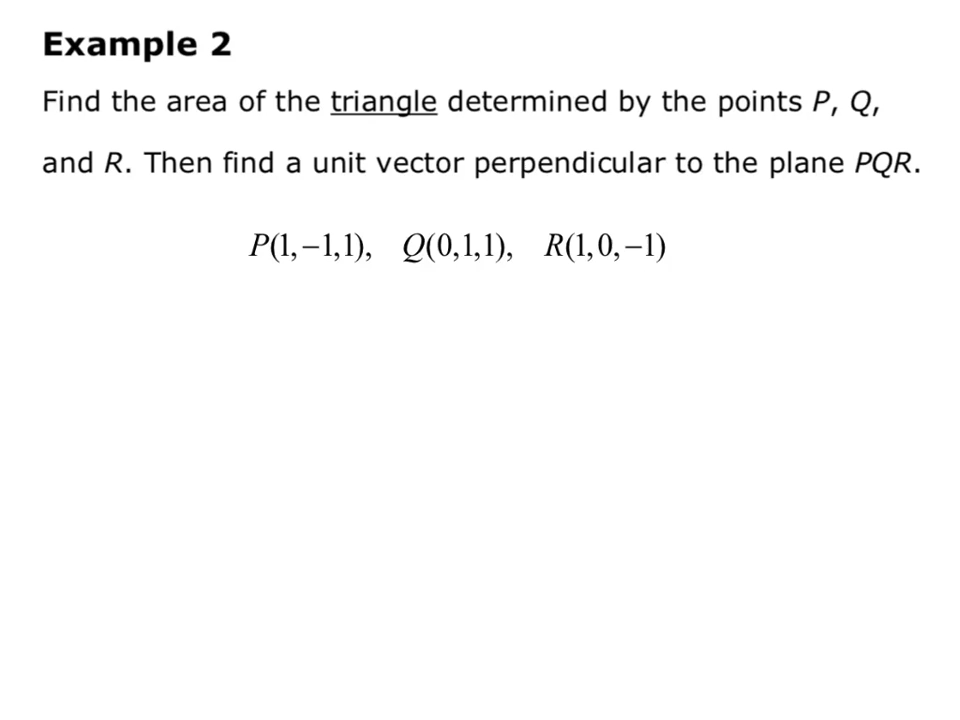 Example 2
Find the area of the triangle determined by the points P, Q,
and R. Then find a unit vector perpendicular to the plane PQR.
P(1,−1,1), Q(0,1,1), R(1,0,−1)